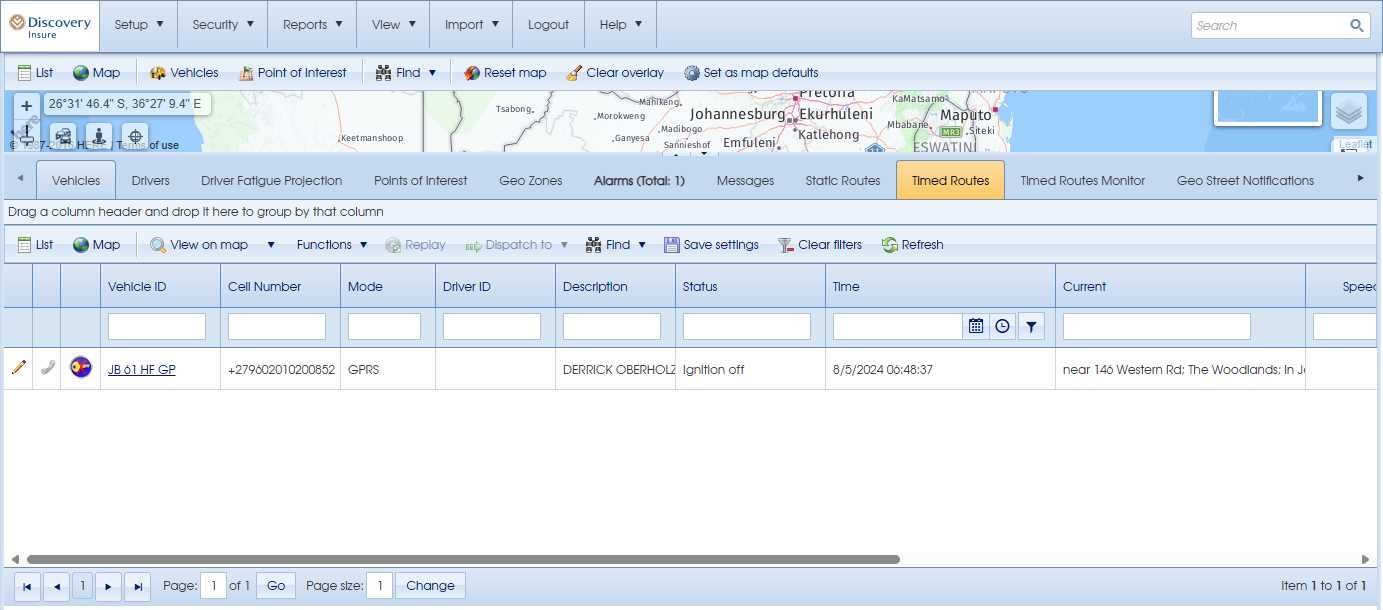 Discovery
Insure
Setup
Security
Reports
View
Import
Logout
Help
Search
List
Map
Vehicles
Point of Interest
Find
Reset map
Clear overlay
Set as map defaults
26°31' 46.4" S, 36°27' 9.4" E
Keetmanshoop
Tsabong
Mahikeng
Morokweng
Madibogo
Ganyesa
Sannieshof
Pretoria
Johannesburg
Ekurhuleni
Katlehong
Emfuleni
KaMatsamo
Mbabane
Maputo
MR3
Siteki
ESWATINI
HERE, Terms of use
Leaflet
Vehicles
Drivers
Driver Fatigue Projection
Points of Interest
Geo Zones
Alarms (Total: 1)
Messages
Static Routes
Timed Routes
Timed Routes Monitor
Geo Street Notifications
Drag a column header and drop it here to group by that column
List
Map
View on map
Functions
Replay
Dispatch to
Find
Save settings
Clear filters
Refresh
Vehicle ID
Cell Number
Mode
Driver ID
Description
Status
Time
Current
Speed
JB 61 HF GP
+279602010200852
GPRS
DERRICK OBERHOLZ
Ignition off
8/5/2024 06:48:37
near 146 Western Rd; The Woodlands; In Jo
1
Page: 1 of 1 Go
Page size: 1 Change
Item 1 to 1 of 1